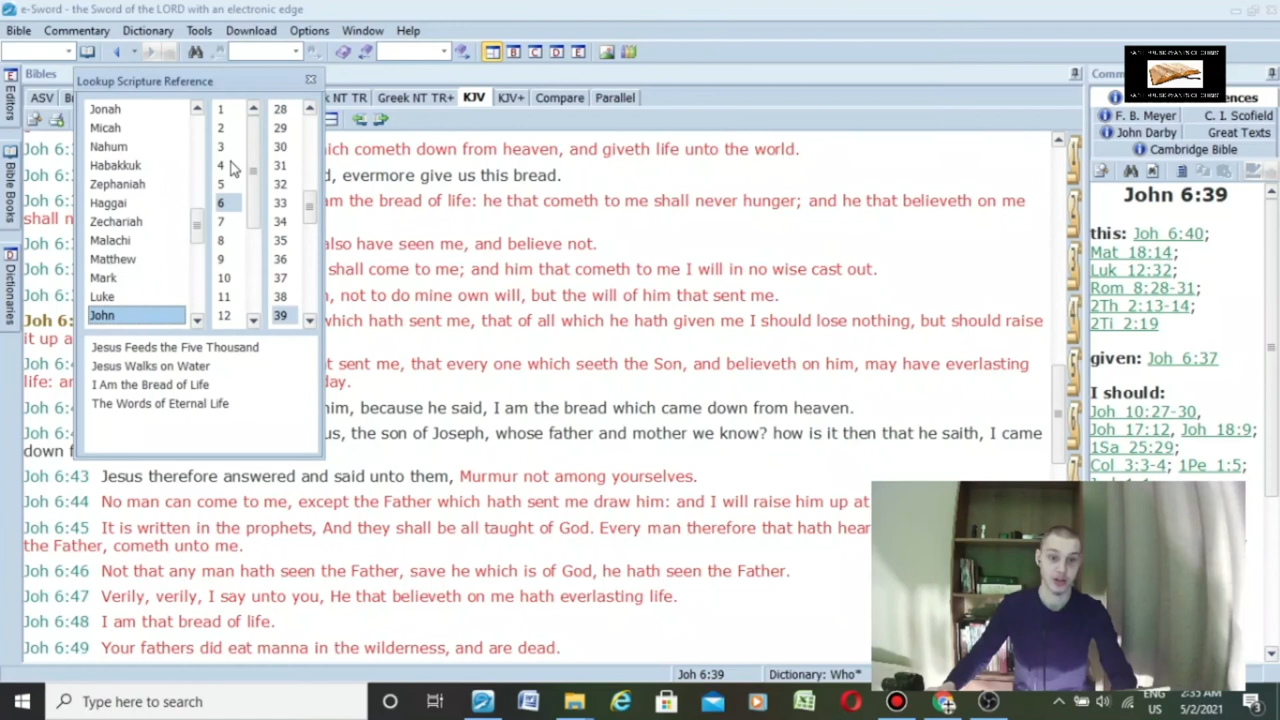 e-Sword - the Sword of the LORD with an electronic edge
Bible Commentary Dictionary Tools Download Options Window Help
B C D E
Editors
Bible Books
Dictionaries
Bibles
ASV
NT TR Greek NT TR+ KJV KJV+ Compare Parallel
Lookup Scripture Reference
Jonah 1 28
Micah 2 29
Nahum 3 30
Habakkuk 4 31
Zephaniah 5 32
Haggai 6 33
Zechariah 7 34
Malachi 8 35
Matthew 9 36
Mark 10 37
Luke 11 38
John 12 39
Jesus Feeds the Five Thousand
Jesus Walks on Water
I Am the Bread of Life
The Words of Eternal Life
ich cometh down from heaven, and giveth life unto the world.
, evermore give us this bread.
am the bread of life: he that cometh to me shall never hunger; and he that believeth on me
shall n
also have seen me, and believe not.
shall come to me; and him that cometh to me I will in no wise cast out.
, not to do mine own will, but the will of him that sent me.
which hath sent me, that of all which he hath given me I should lose nothing, but should raise
it up a
t sent me, that every one which seeth the Son, and believeth on him, may have everlasting
life: an day.
him, because he said, I am the bread which came down from heaven.
us, the son of Joseph, whose father and mother we know? how is it then that he saith, I came
down f
Joh 6:43 Jesus therefore answered and said unto them, Murmur not among yourselves.
Joh 6:44 No man can come to me, except the Father which hath sent me draw him: and I will raise him up at
Joh 6:45 It is written in the prophets, And they shall be all taught of God. Every man therefore that hath hear
the Father, cometh unto me.
Joh 6:46 Not that any man hath seen the Father, save he which is of God, he hath seen the Father.
Joh 6:47 Verily, verily, I say unto you, He that believeth on me hath everlasting life.
Joh 6:48 I am that bread of life.
Joh 6:49 Your fathers did eat manna in the wilderness, and are dead.
Joh 6:39 Dictionary: Who*
F. B. Meyer C. I. Scofield
John Darby Great Texts
Cambridge Bible
John 6:39
this: Joh 6:40;
Mat 18:14;
Luk 12:32;
Rom 8:28-31;
2Th 2:13-14;
2Ti 2:19
given: Joh 6:37
I should:
Joh 10:27-30,
Joh 17:12, Joh 18:9;
1Sa 25:29;
Col 3:3-4; 1Pe 1:5;
Type here to search
ENG
US
2:35 AM
5/2/2021
3